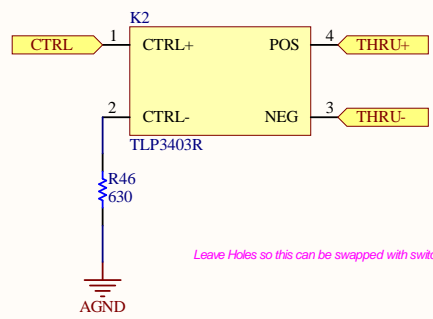 K2
CTRL 1 CTRL+ POS 4 THRU+
2 CTRL- NEG 3 THRU-
TLP3403R
R46
630
Leave Holes so this can be swapped with
AGND